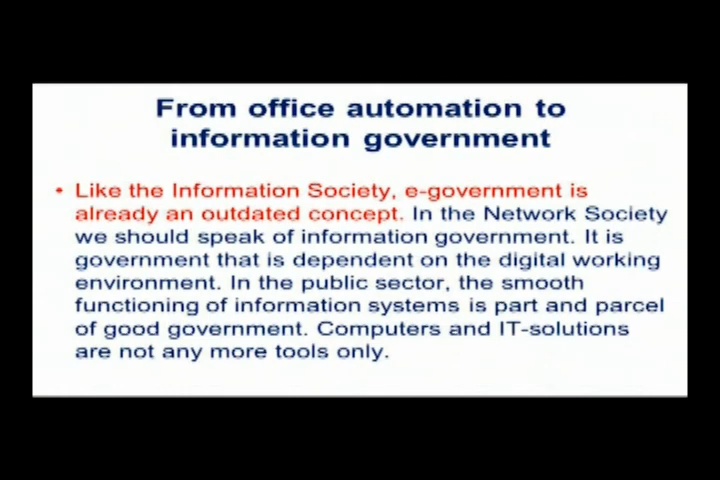 From office automation to
information government
• Like the Information Society, e-government is
already an outdated concept. In the Network Society
we should speak of information government. It is
government that is dependent on the digital working
environment. In the public sector, the smooth
functioning of information systems is part and parcel
of good government. Computers and IT-solutions
are not any more tools only.